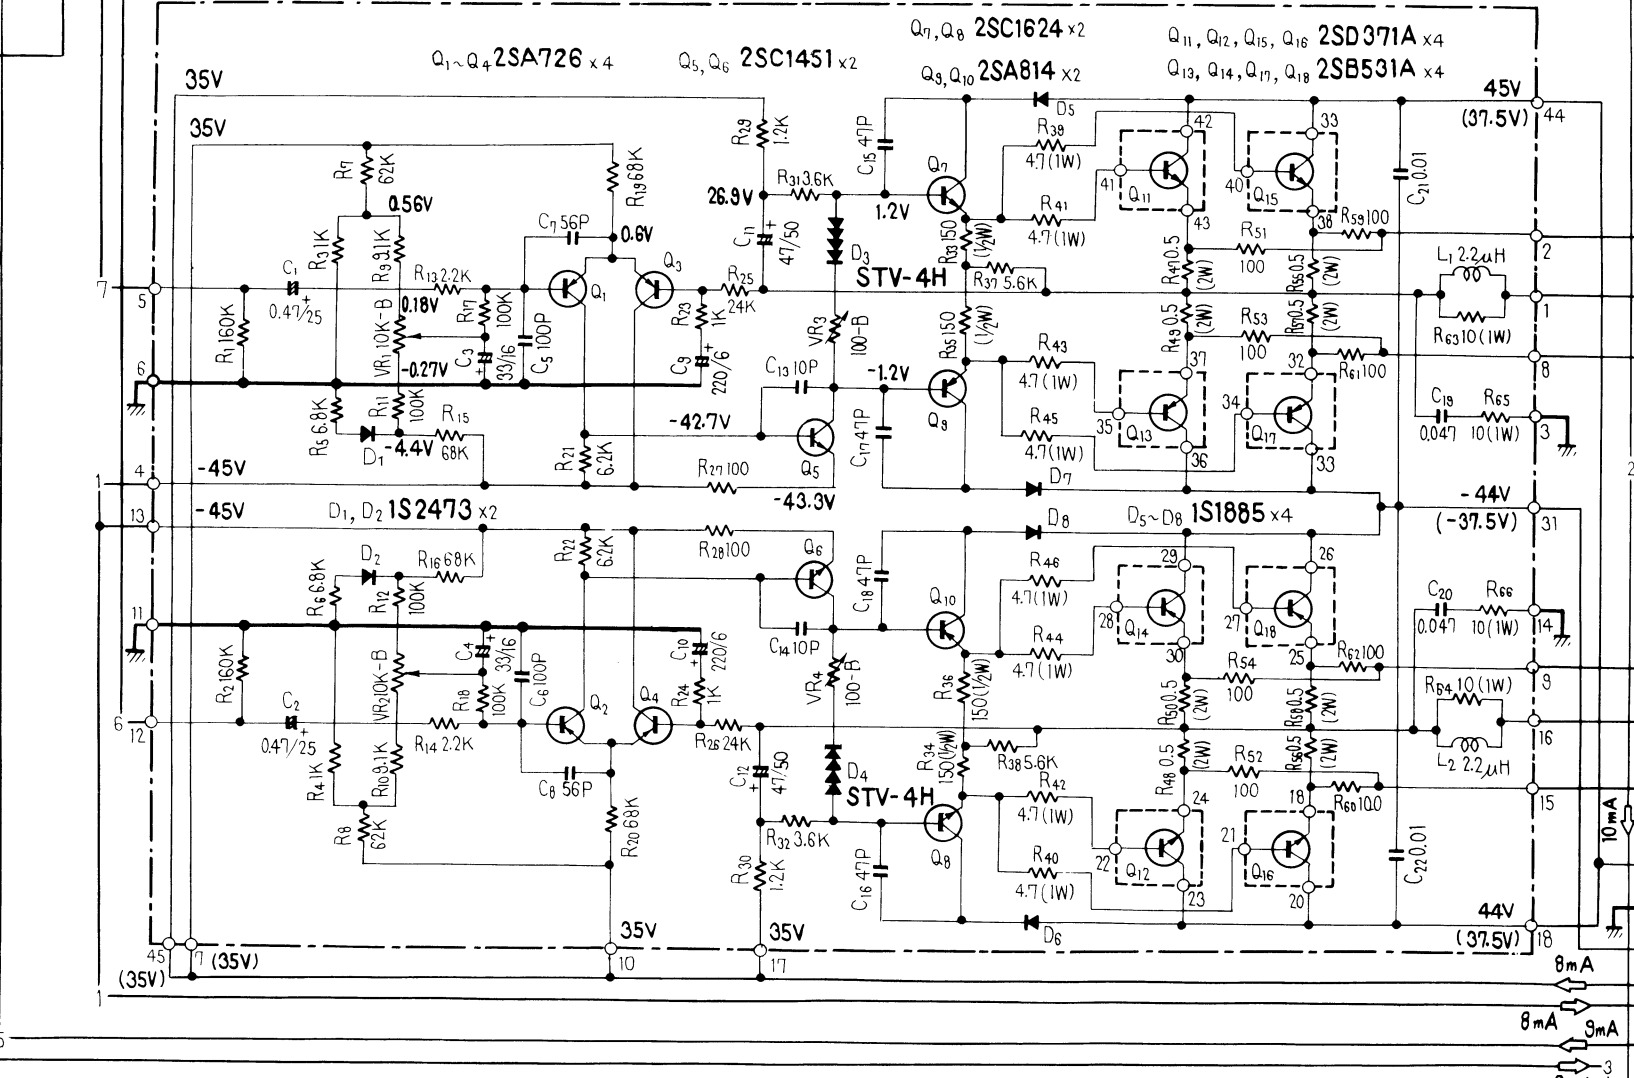 Q7, Q8 2SC1624 ×2
Q11, Q12, Q15, Q16 2SD371A ×4
Q1~Q4 2SA726 ×4
Q5, Q6 2SC1451 ×2
Q9, Q10 2SA814 ×2
Q13, Q14, Q17, Q18 2SB531A ×4
35V
45V
(37.5V)
44
D5
42
33
35V
R29 1.2K
C15 47P
R39
4.7(1W)
R7 62K
R19 68K
Q7
41
Q11
40
Q15
C21 0.01
R31 3.6K
26.9V
1.2V
0.56V
R41
4.7(1W)
43
38
R59 100
C7 56P
0.6V
C11 47/50
D3
STV-4H
R33 150 (½W)
R51
100
2
R3 1K
R9 9.1K
R47 0.5 (2W)
R55 0.5 (2W)
L1 2.2μH
C1
0.47/25
R13 2.2K
Q1
Q3
R25
24K
R37 5.6K
7
5
1
0.18V
R17 100K
R23 1K
R1 160K
VR1 10K-B
C3 33/16
C5 100P
C9 220/6
VR3 100-B
R35 150 (½W)
R49 0.5 (2W)
R53
100
R57 0.5 (2W)
R63 10(1W)
R43
4.7(1W)
37
32
R61 100
8
6
-0.27V
C13 10P
-1.2V
Q9
R5 6.8K
R11 100K
R15
68K
-42.7V
C17 47P
R45
4.7(1W)
35
Q13
34
Q17
C19
0.047
R65
10(1W)
3
D1
-4.4V
R21 6.2K
Q5
36
33
4
1
-45V
R27 100
-43.3V
D7
-44V
(-37.5V)
31
2
13
-45V
D1, D2 1S2473 ×2
D8
D5~D8 1S1885 ×4
D2
R16 68K
R22 6.2K
R28 100
Q6
C18 47P
R46
4.7(1W)
29
26
R6 6.8K
R12 100K
Q10
28
Q14
27
Q18
C20
0.047
R66
10(1W)
14
11
C14 10P
R44
4.7(1W)
30
25
R62 100
9
C4 33/16
C6 100P
C10 220/6
R2 160K
VR2 10K-B
R18 100K
R24 1K
VR4 100-B
R36 150(½W)
R54
100
R50 0.5 (2W)
R58 0.5 (2W)
R64 10(1W)
C2
0.47/25
R14 2.2K
Q2
Q4
R26 24K
6
12
16
R4 1K
R10 9.1K
C8 56P
C12 47/50
D4
STV-4H
R34 150(½W)
R38 5.6K
R48 0.5 (2W)
R52
100
R56 0.5 (2W)
L2 2.2μH
R42
4.7(1W)
24
18
R60 100
15
R8 62K
R20 68K
R32 3.6K
R30 1.2K
C16 47P
Q8
R40
4.7(1W)
22
Q12
21
Q16
23
20
C22 0.01
10mA
35V
35V
D6
44V
(37.5V)
18
45
7
(35V)
10
17
(35V)
8mA
1
8mA
9mA
3